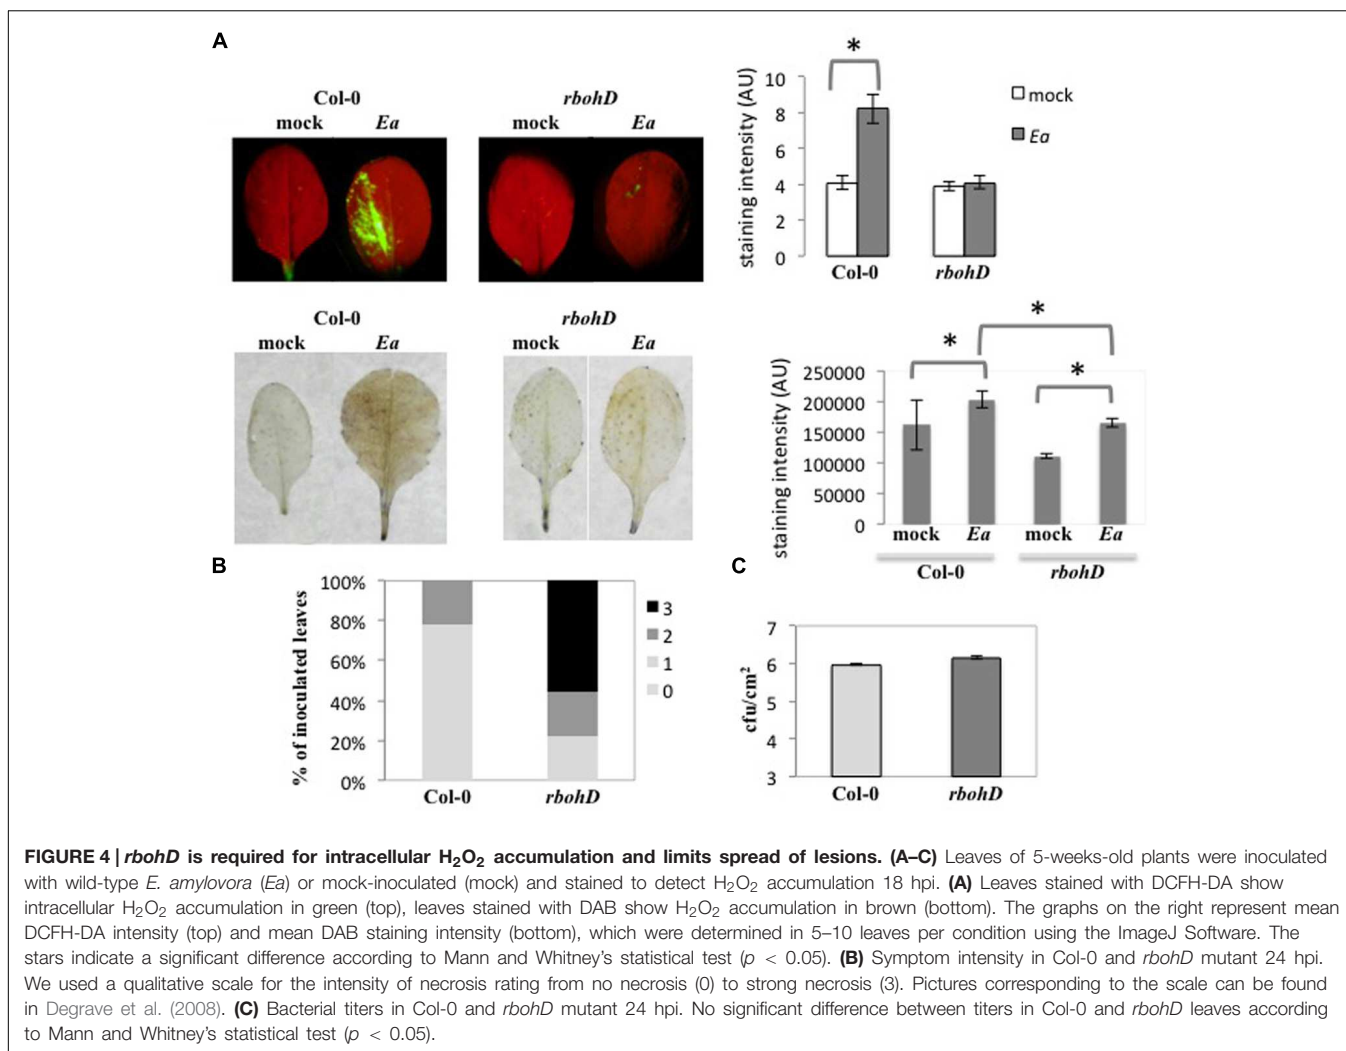 A
Col-0
mock Ea
rbohD
mock Ea
staining intensity (AU)
10
8
6
4
2
0
*
Col-0 rbohD
mock
Ea
Col-0
mock Ea
rbohD
mock Ea
staining intensity (AU)
250000
200000
150000
100000
50000
0
*
*
*
mock Ea mock Ea
Col-0 rbohD
B
% of inoculated leaves
100%
80%
60%
40%
20%
0%
Col-0 rbohD
3
2
1
0
C
cfu/cm²
7
6
5
4
3
Col-0 rbohD
FIGURE 4 | rbohD is required for intracellular H₂O₂ accumulation and limits spread of lesions. (A–C) Leaves of 5-weeks-old plants were inoculated
with wild-type E. amylovora (Ea) or mock-inoculated (mock) and stained to detect H₂O₂ accumulation 18 hpi. (A) Leaves stained with DCFH-DA show
intracellular H₂O₂ accumulation in green (top), leaves stained with DAB show H₂O₂ accumulation in brown (bottom). The graphs on the right represent mean
DCFH-DA intensity (top) and mean DAB staining intensity (bottom), which were determined in 5–10 leaves per condition using the ImageJ Software. The
stars indicate a significant difference according to Mann and Whitney's statistical test (p < 0.05). (B) Symptom intensity in Col-0 and rbohD mutant 24 hpi.
We used a qualitative scale for the intensity of necrosis rating from no necrosis (0) to strong necrosis (3). Pictures corresponding to the scale can be found
in Degrave et al. (2008). (C) Bacterial titers in Col-0 and rbohD mutant 24 hpi. No significant difference between titers in Col-0 and rbohD leaves according
to Mann and Whitney's statistical test (p < 0.05).